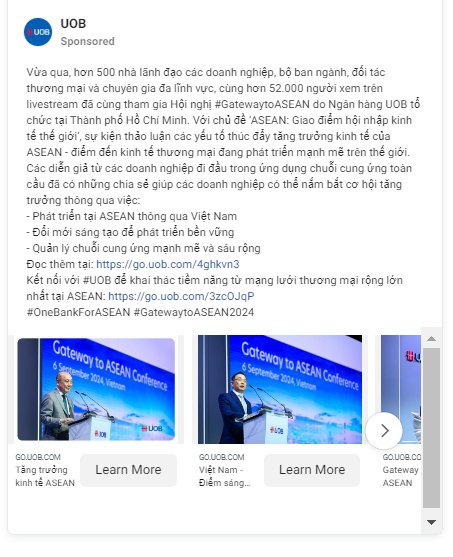 UOB
Sponsored
Vừa qua, hơn 500 nhà lãnh đạo các doanh nghiệp, bộ ban ngành, đối tác
thương mại và chuyên gia đa lĩnh vực, cùng hơn 52.000 người xem trên
livestream đã cùng tham gia Hội nghị #GatewaytoASEAN do Ngân hàng UOB tổ
chức tại Thành phố Hồ Chí Minh. Với chủ đề 'ASEAN: Giao điểm hội nhập kinh
tế thế giới', sự kiện thảo luận các yếu tố thúc đẩy tăng trưởng kinh tế của
ASEAN - điểm đến kinh tế thương mại đang phát triển mạnh mẽ trên thế giới.
Các diễn giả từ các doanh nghiệp đi đầu trong ứng dụng chuỗi cung ứng toàn
cầu đã có những chia sẻ giúp các doanh nghiệp có thể nắm bắt cơ hội tăng
trưởng thông qua việc:
- Phát triển tại ASEAN thông qua Việt Nam
- Đổi mới sáng tạo để phát triển bền vững
- Quản lý chuỗi cung ứng mạnh mẽ và sâu rộng
Đọc thêm tại: https://go.uob.com/4ghkvn3
Kết nối với #UOB để khai thác tiềm năng từ mạng lưới thương mại rộng lớn
nhất tại ASEAN: https://go.uob.com/3zcOJqP
#OneBankForASEAN #GatewaytoASEAN2024
Gateway to ASEAN Conference
6 September 2024, Vietnam
UOB
UOB
GO.UOB.COM
Tăng trưởng
kinh tế ASEAN
Learn More
Gateway to ASEAN Conference
6 September 2024, Vietnam
UOB
GO.UOB.COM
Việt Nam -
Điểm sáng...
Learn More
GO.UOB.CO
Gateway
ASEAN